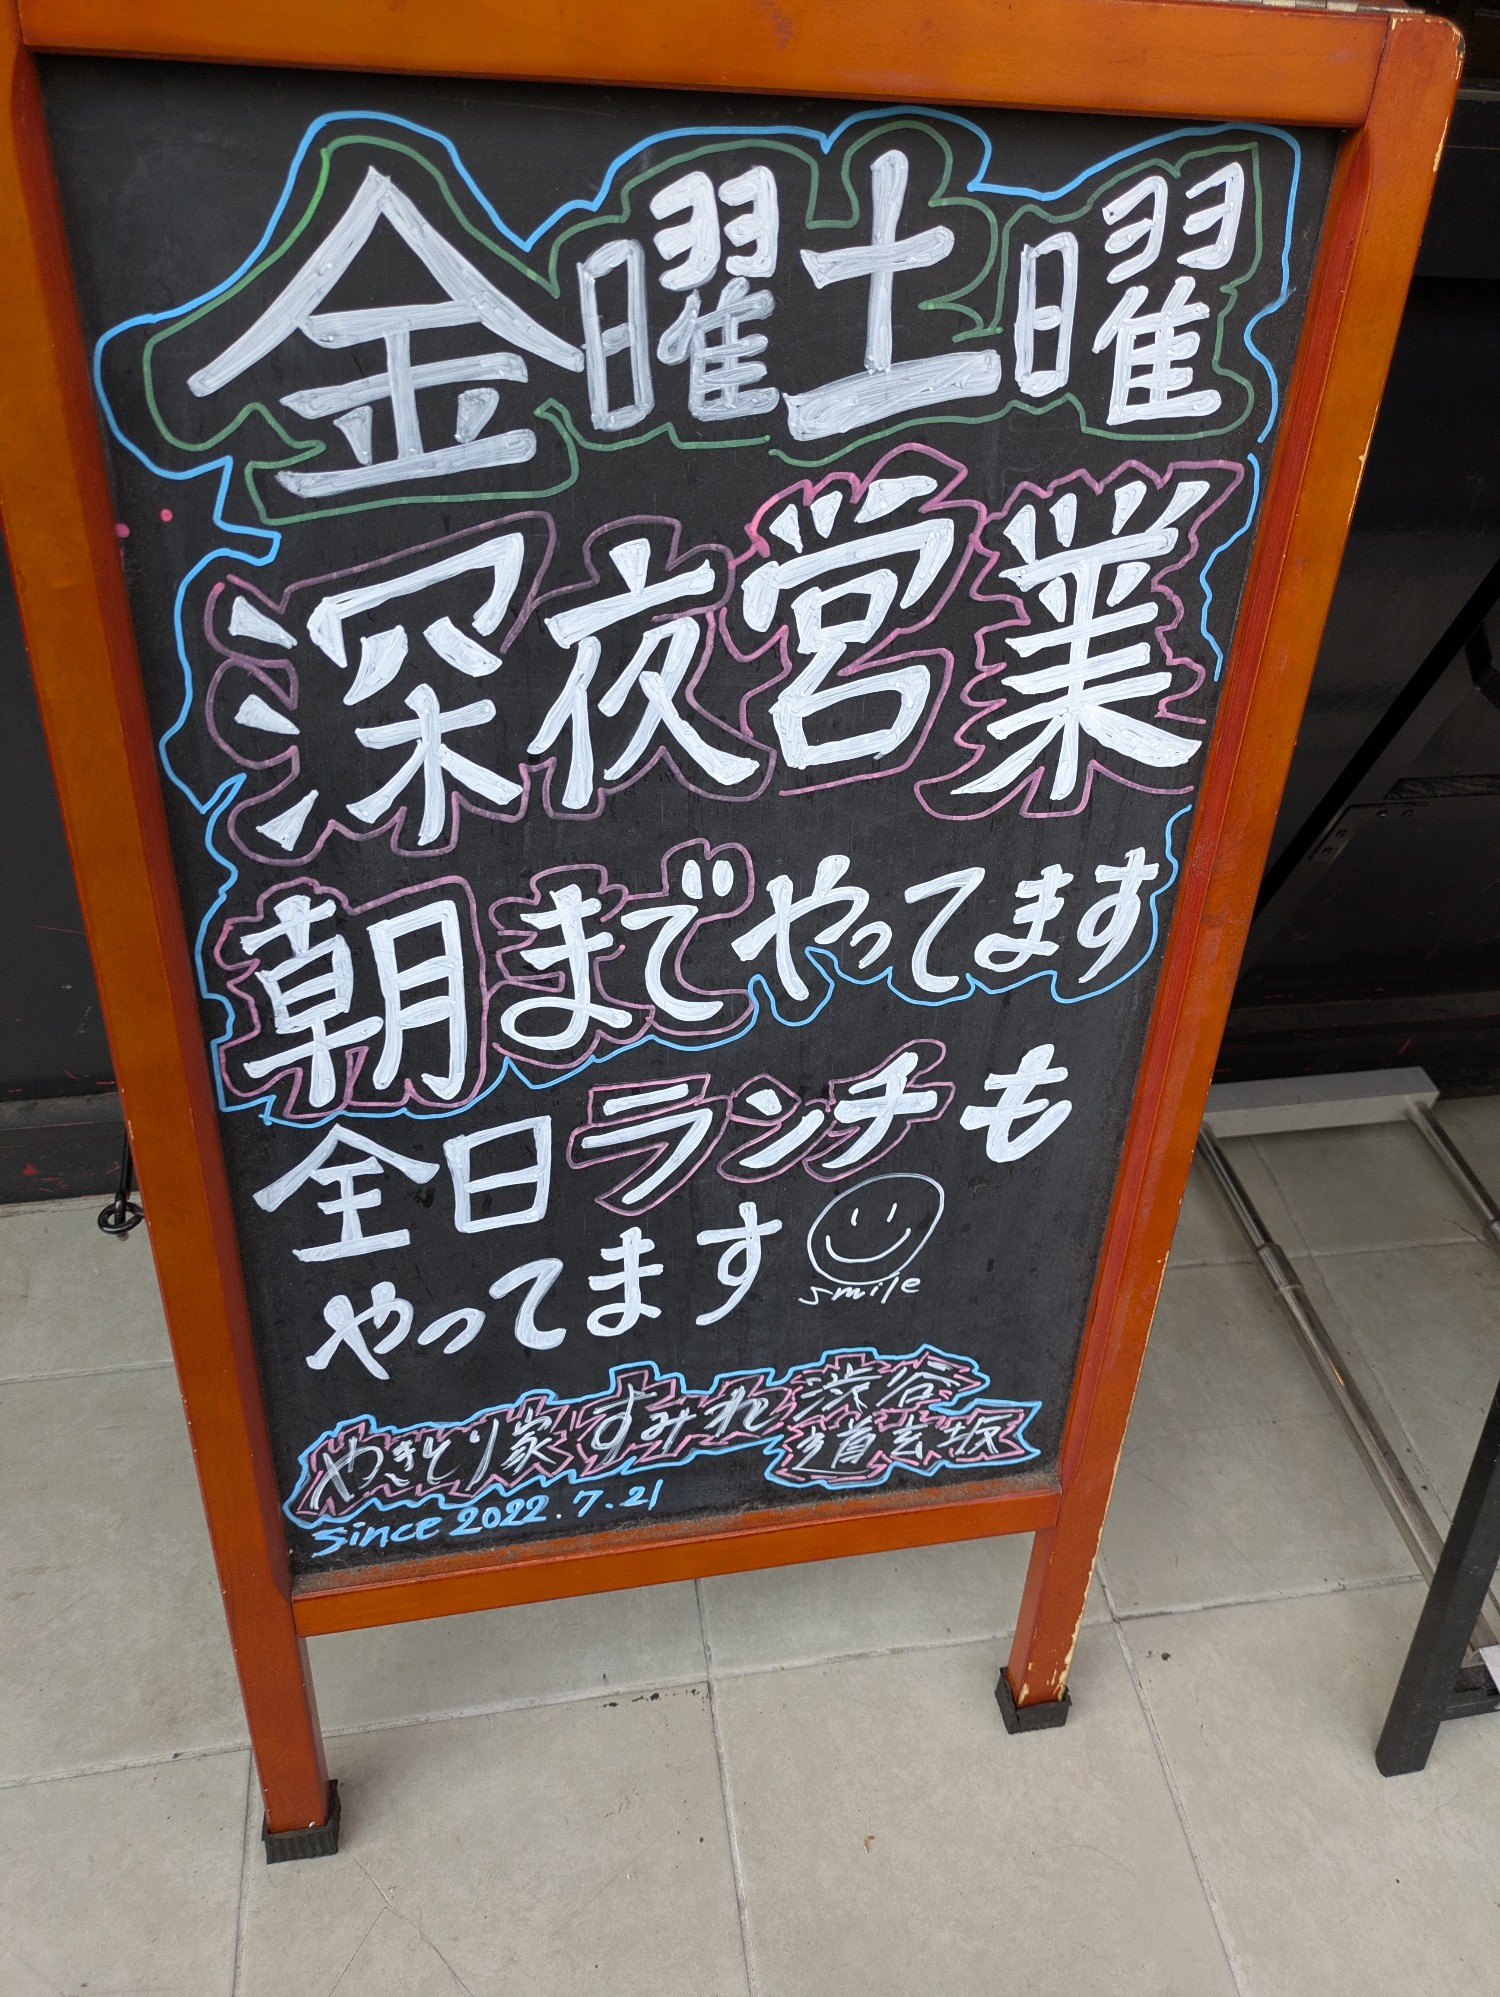 金曜土曜
深夜営業
朝までやってます
全日ランチも
やってます
smile
やきとり家 すみれ 渋谷
道玄坂
since 2022.7.21